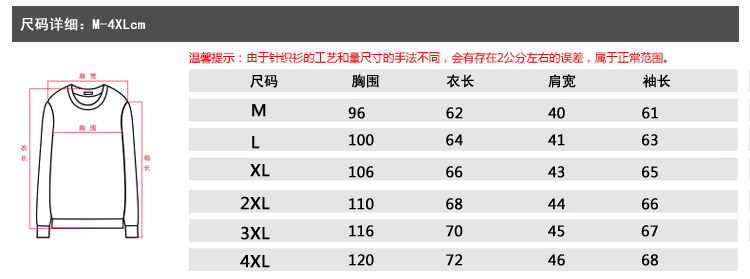 尺码详细：M-4XLcm
温馨提示：由于针织衫的工艺和量尺寸的手法不同，会有存在2公分左右的误差，属于正常范围。
肩宽
胸围
衣长
袖长
尺码 胸围 衣长 肩宽 袖长
M 96 62 40 61
L 100 64 41 63
XL 106 66 43 65
2XL 110 68 44 66
3XL 116 70 45 67
4XL 120 72 46 68